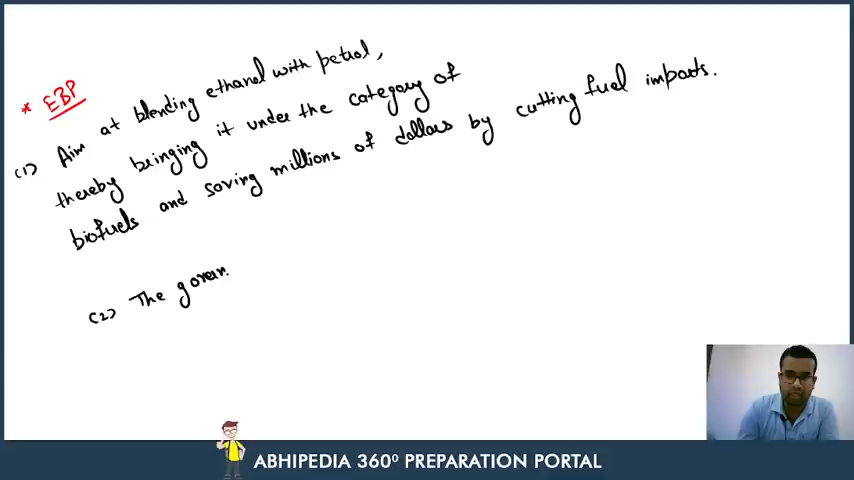 * EBP
(1) Aim at blending ethanol with petrol,
thereby bringing it under the category of
biofuels and saving millions of dollars by cutting fuel imports.
(2) The govern
ABHIPEDIA 360° PREPARATION PORTAL